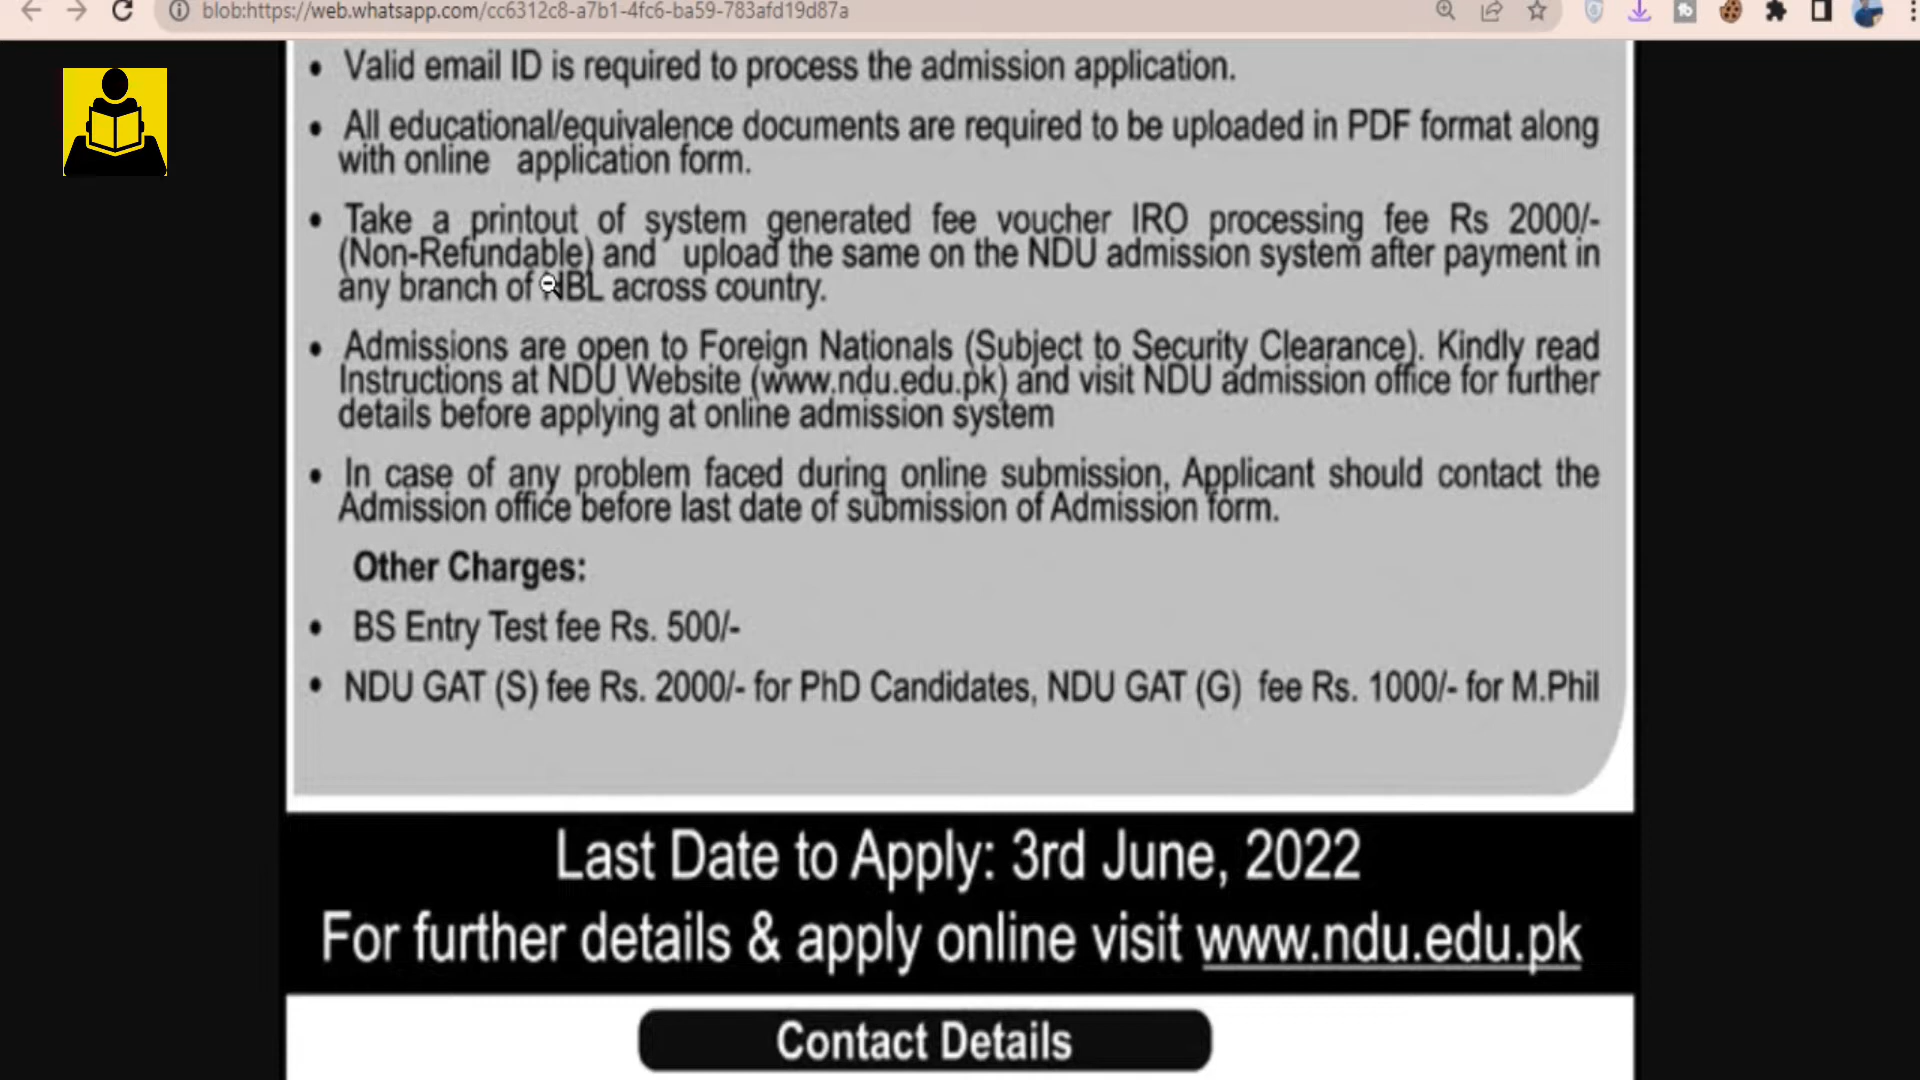 blob:https://web.whatsapp.com/cc6312c8-a7b1-4fc6-ba59-783afd19d87a
• Valid email ID is required to process the admission application.
• All educational/equivalence documents are required to be uploaded in PDF format along
with online application form.
• Take a printout of system generated fee voucher IRO processing fee Rs 2000/-
(Non-Refundable) and upload the same on the NDU admission system after payment in
any branch of HBL across country.
• Admissions are open to Foreign Nationals (Subject to Security Clearance). Kindly read
Instructions at NDU Website (www.ndu.edu.pk) and visit NDU admission office for further
details before applying at online admission system
• In case of any problem faced during online submission, Applicant should contact the
Admission office before last date of submission of Admission form.
Other Charges:
• BS Entry Test fee Rs. 500/-
• NDU GAT (S) fee Rs. 2000/- for PhD Candidates, NDU GAT (G) fee Rs. 1000/- for M.Phil
Last Date to Apply: 3rd June, 2022
For further details & apply online visit www.ndu.edu.pk
Contact Details